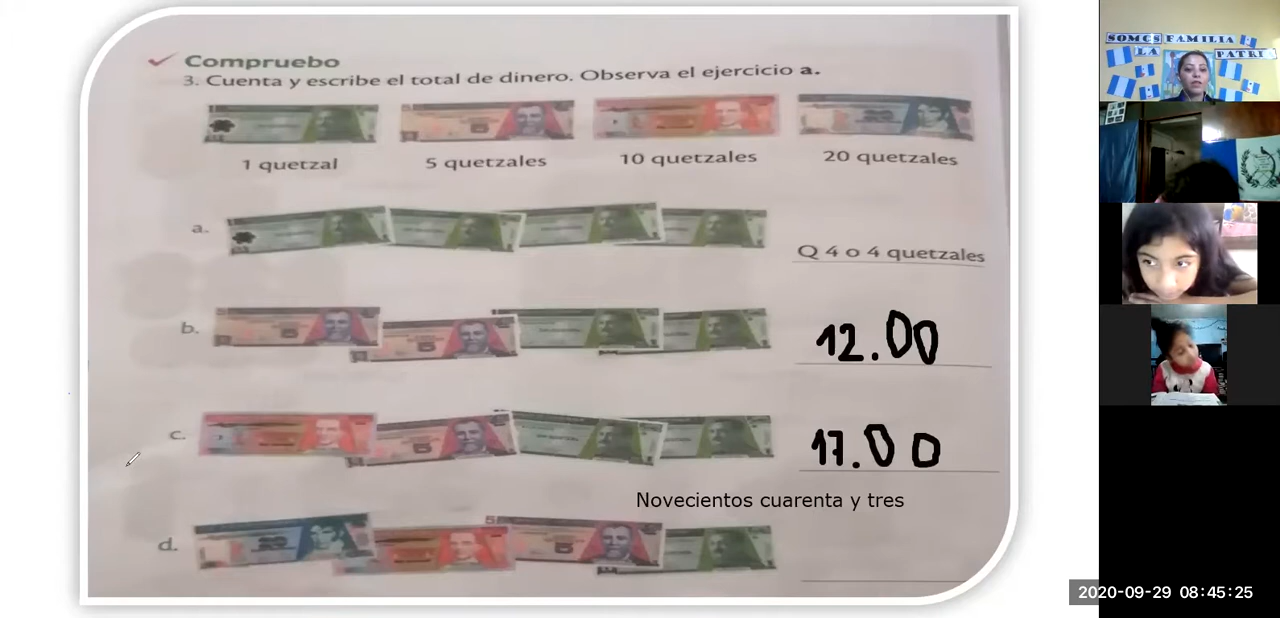 Compruebo
3. Cuenta y escribe el total de dinero. Observa el ejercicio a.
1 quetzal
5 quetzales
10 quetzales
20 quetzales
a.
Q 4 o 4 quetzales
b.
12.00
c.
17.00
Novecientos cuarenta y tres
d.
SOMOS FAMILIA
LA PATRI
2020-09-29 08:45:25